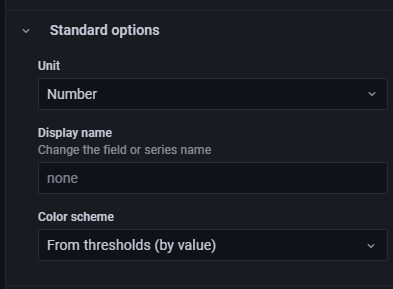 Standard options
Unit
Number
Display name
Change the field or series name
none
Color scheme
From thresholds (by value)